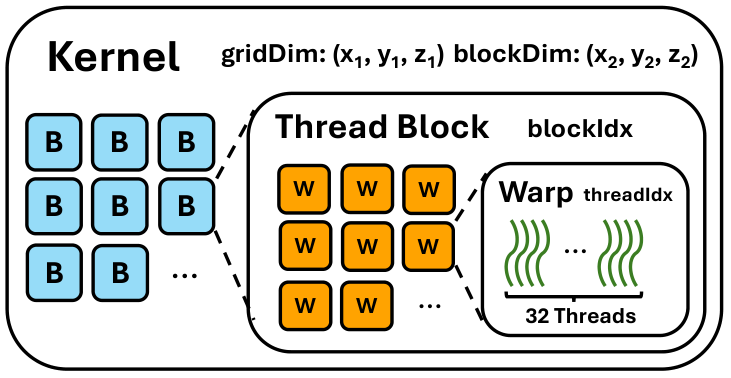 Kernel gridDim: (x₁, y₁, z₁) blockDim: (x₂, y₂, z₂)
Thread Block blockIdx
B B B
B B B
B B ...
W W W
W W W
W W ...
Warp threadIdx
...
32 Threads